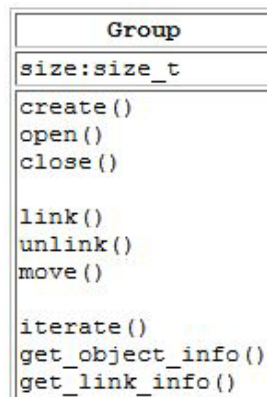 Group
size:size_t
create()
open()
close()
link()
unlink()
move()
iterate()
get_object_info()
get_link_info()